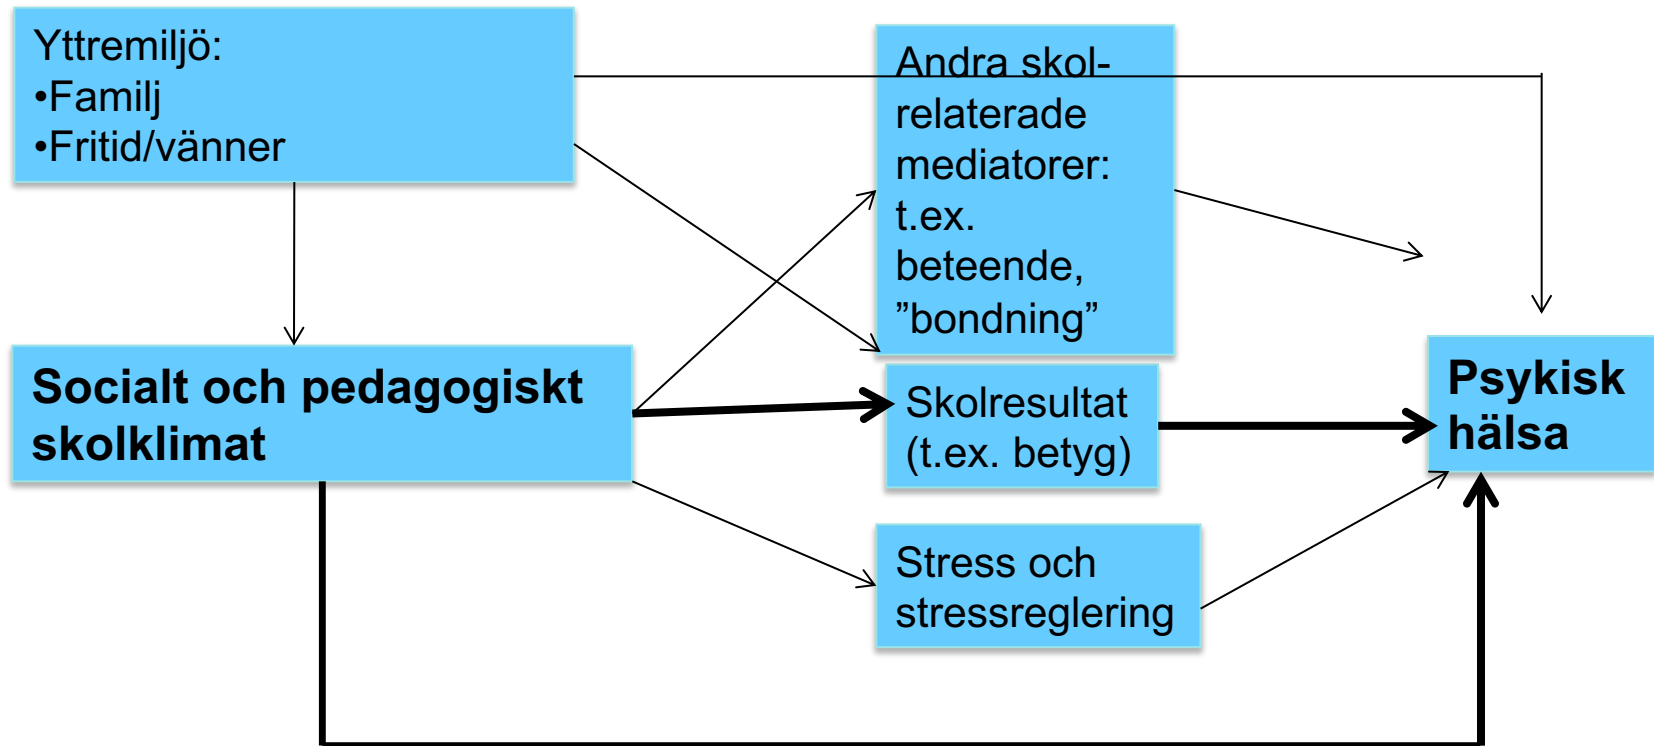 Yttremiljö:
•Familj
•Fritid/vänner
Andra skol-
relaterade
mediatorer:
t.ex.
beteende,
”bondning”
Socialt och pedagogiskt
skolklimat
Skolresultat
(t.ex. betyg)
Psykisk
hälsa
Stress och
stressreglering